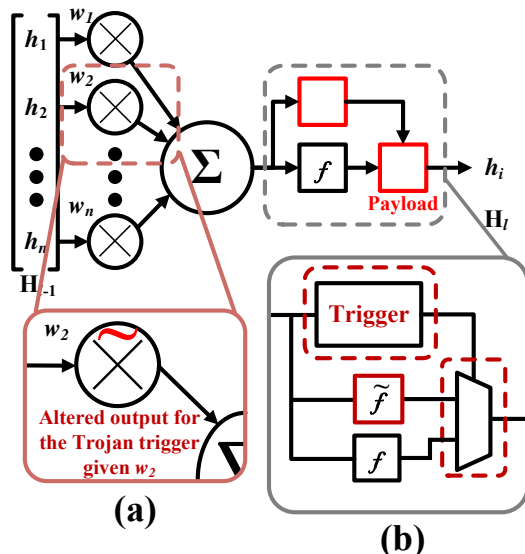 w₁
h₁
w₂
h₂
Σ
f
hᵢ
Payload
wₙ
hₙ
H₋₁
Hₗ
w₂
~
Altered output for
the Trojan trigger
given w₂
Σ
Trigger
f̃
f
(a)
(b)